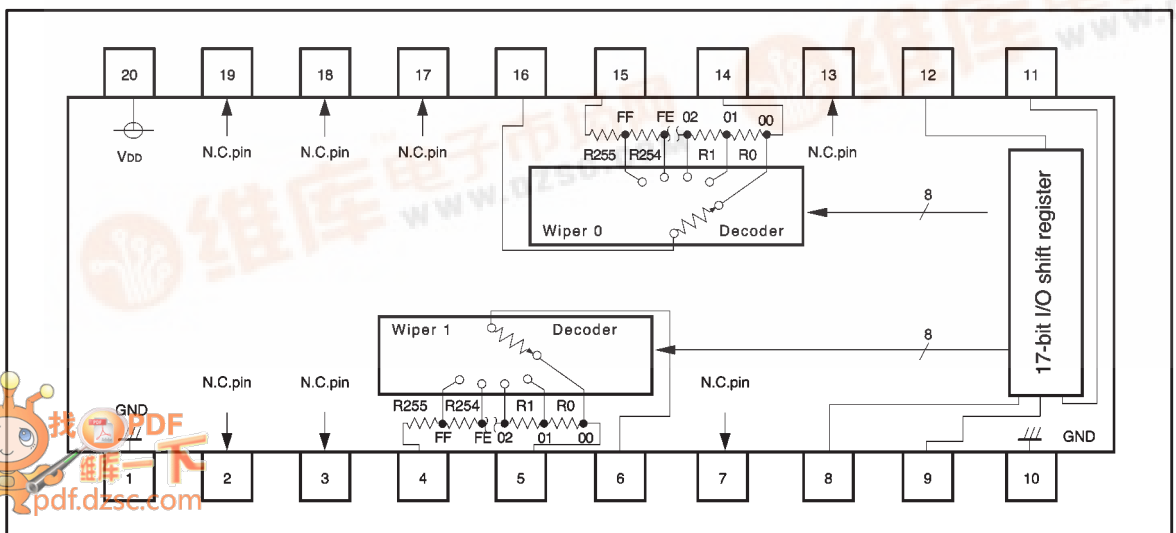 20 19 18 17 16 15 14 13 12 11
VDD
N.C.pin N.C.pin N.C.pin
FF FE 02 01 00
R255 R254 R1 R0
N.C.pin
Wiper 0 Decoder
8
17-bit I/O shift register
Wiper 1 Decoder
8
GND
N.C.pin N.C.pin
R255 R254 R1 R0
FF FE 02 01 00
N.C.pin
GND
1 2 3 4 5 6 7 8 9 10
维库电子市场网
www.dzsc.com
维库
www.
找PDF
维库一下
pdf.dzsc.com